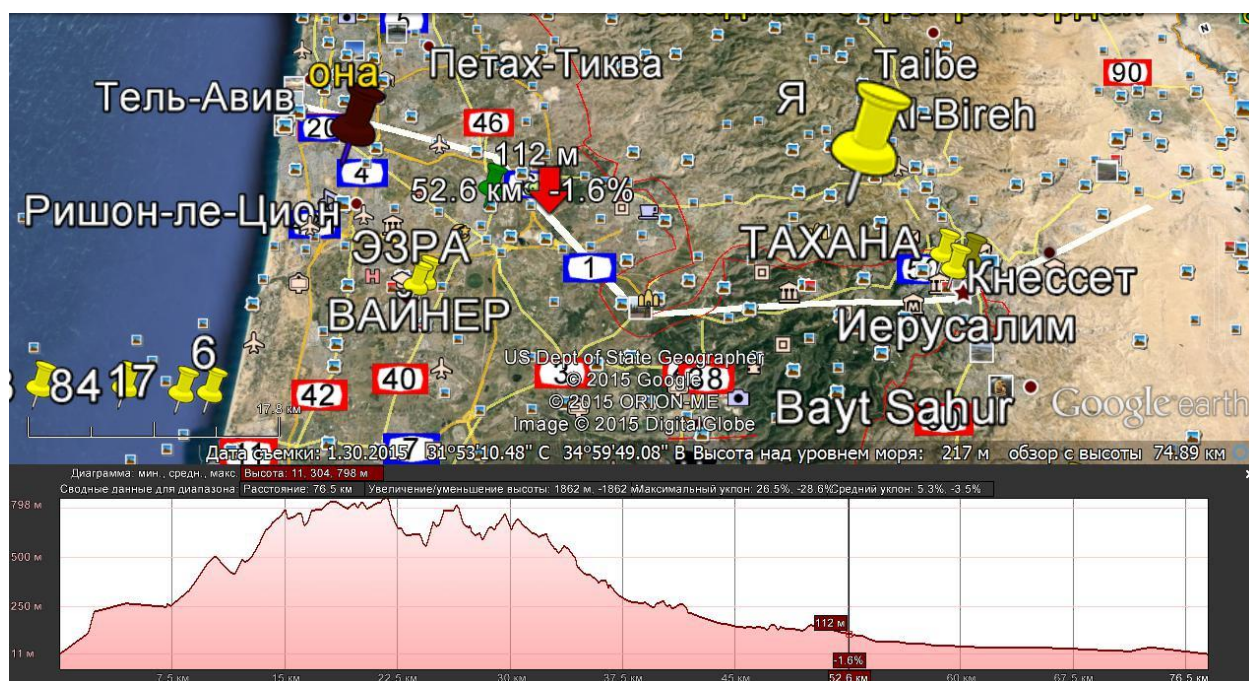 5
она
Петах-Тиква
Taibe
90
Тель-Авив
Я
20
46
Al-Bireh
4
112 м
52.6 км -1.6%
Ришон-ле-Цион
ЭЗРА
ТАХАНА
1
Кнессет
ВАЙНЕР
Иерусалим
6
84 17
US Dept of State Geographer
40
3
38
© 2015 Google
42
© 2015 ORION-ME
Bayt Sahur
Google earth
17.8 км
Image © 2015 DigitalGlobe
7
Дата съемки: 1.30.2015 31°53'10.48" С 34°59'49.08" В Высота над уровнем моря: 217 м обзор с высоты 74.89 км
Диаграмма: мин., средн., макс. Высота: 11, 304, 798 м
Сводные данные для диапазона: Расстояние: 76.5 км Увеличение/уменьшение высоты: 1862 м, -1862 м Максимальный уклон: 26.5%, -28.6% Средний уклон: 5.3%, -3.5%
798 м
500 м
250 м
112 м
11 м
-1.6%
7.5 км 15 км 22.5 км 30 км 37.5 км 45 км 52.6 км 60 км 67.5 км 76.5 км